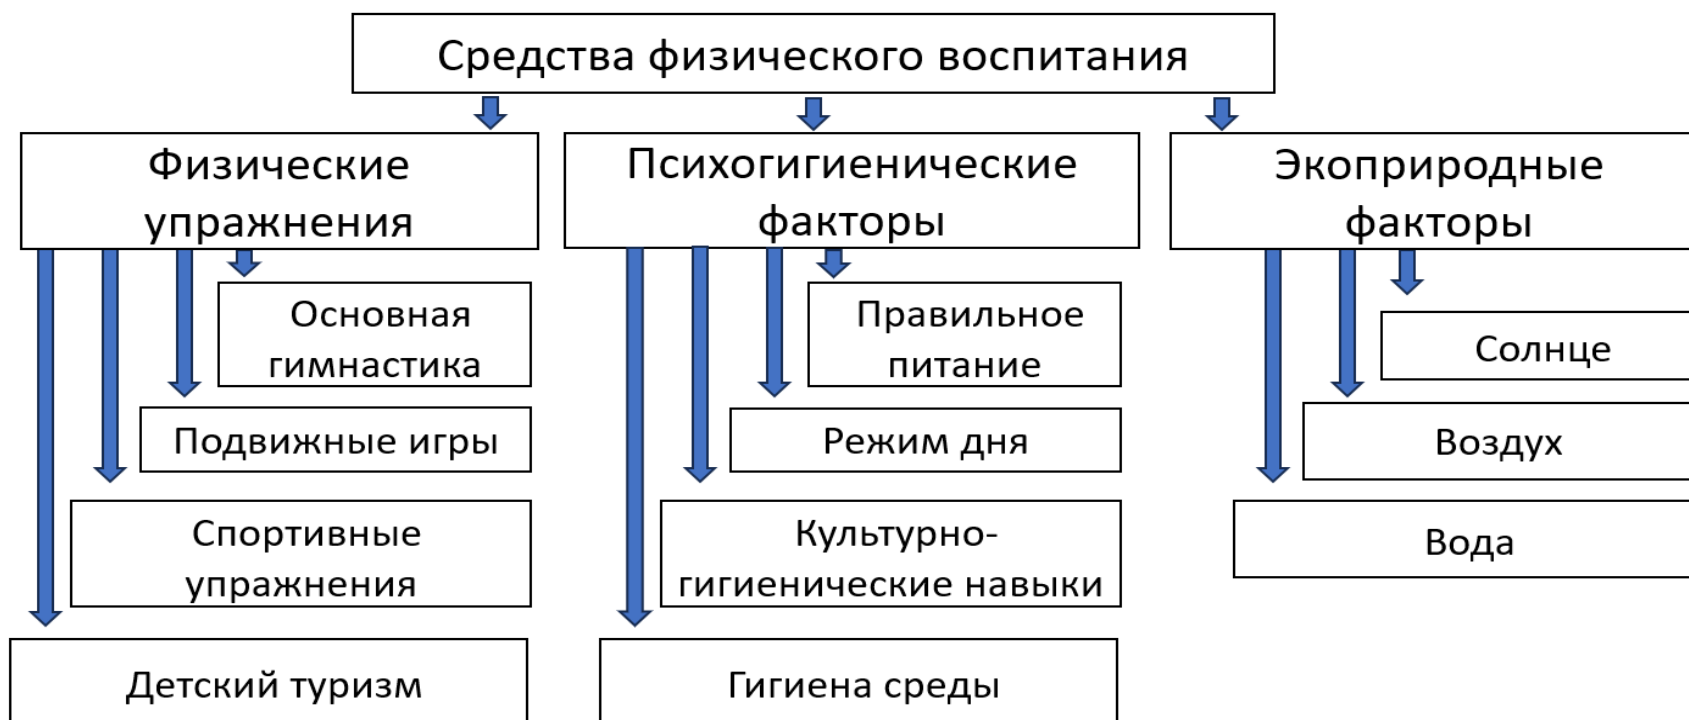 Средства физического воспитания
Физические
упражнения
Основная
гимнастика
Подвижные игры
Спортивные
упражнения
Детский туризм
Психогигиенические
факторы
Правильное
питание
Режим дня
Культурно-
гигиенические навыки
Гигиена среды
Экоприродные
факторы
Солнце
Воздух
Вода